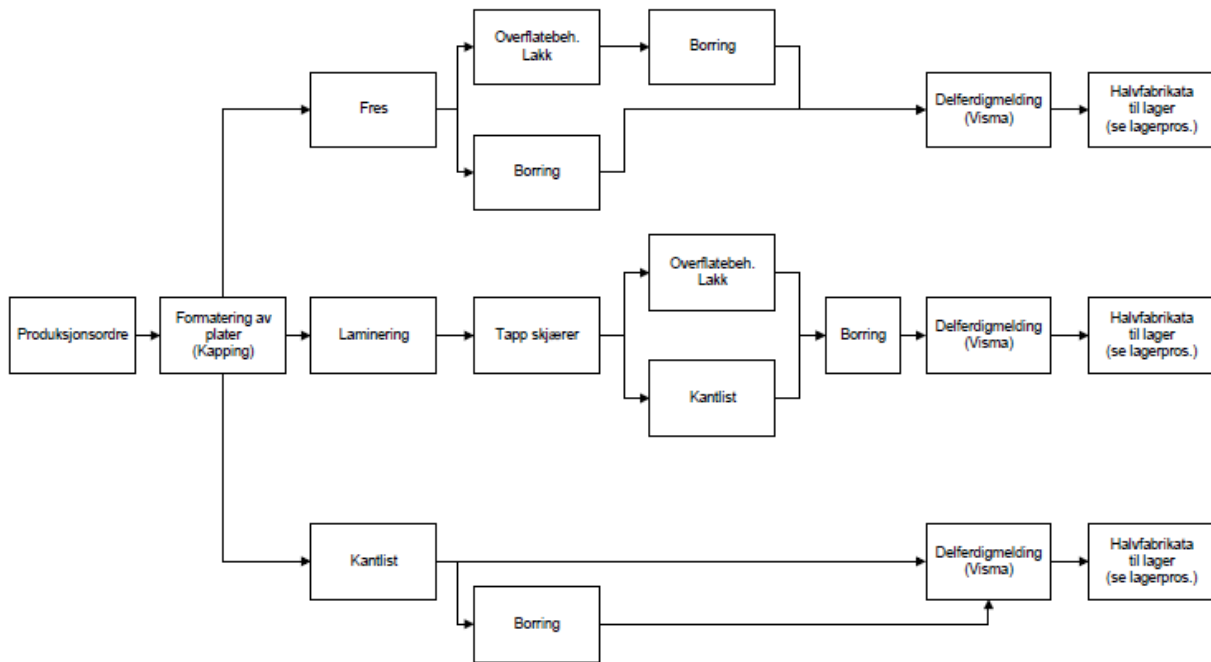 Overflatebeh.
Lakk
Borring
Fres
Delferdigmelding
(Visma)
Halvfabrikata
til lager
(se lagerpros.)
Borring
Overflatebeh.
Lakk
Produksjonsordre
Formatering av
plater
(Kapping)
Laminering
Tapp skjærer
Borring
Delferdigmelding
(Visma)
Halvfabrikata
til lager
(se lagerpros.)
Kantlist
Kantlist
Delferdigmelding
(Visma)
Halvfabrikata
til lager
(se lagerpros.)
Borring